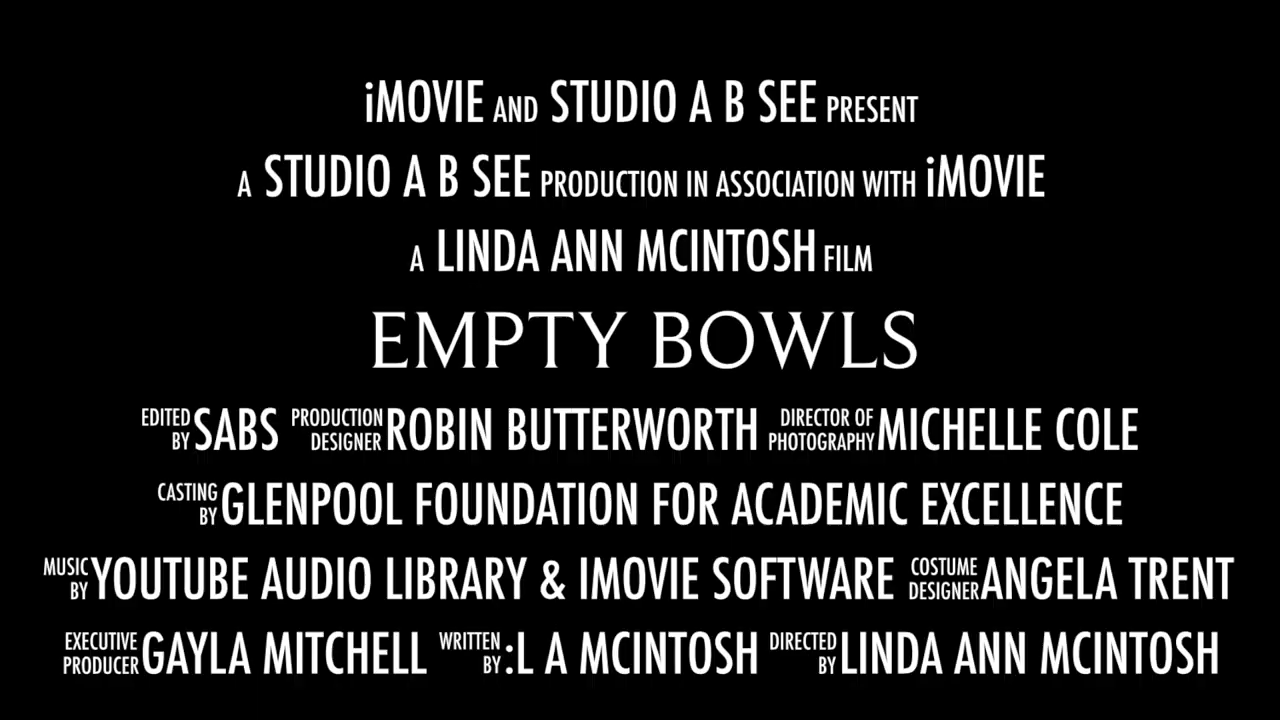 iMOVIE AND STUDIO A B SEE PRESENT
A STUDIO A B SEE PRODUCTION IN ASSOCIATION WITH iMOVIE
A LINDA ANN MCINTOSH FILM
EMPTY BOWLS
EDITED BY SABS PRODUCTION DESIGNER ROBIN BUTTERWORTH DIRECTOR OF PHOTOGRAPHY MICHELLE COLE
CASTING BY GLENPOOL FOUNDATION FOR ACADEMIC EXCELLENCE
MUSIC BY YOUTUBE AUDIO LIBRARY & IMOVIE SOFTWARE COSTUME DESIGNER ANGELA TRENT
EXECUTIVE PRODUCER GAYLA MITCHELL WRITTEN BY :L A MCINTOSH DIRECTED BY LINDA ANN MCINTOSH